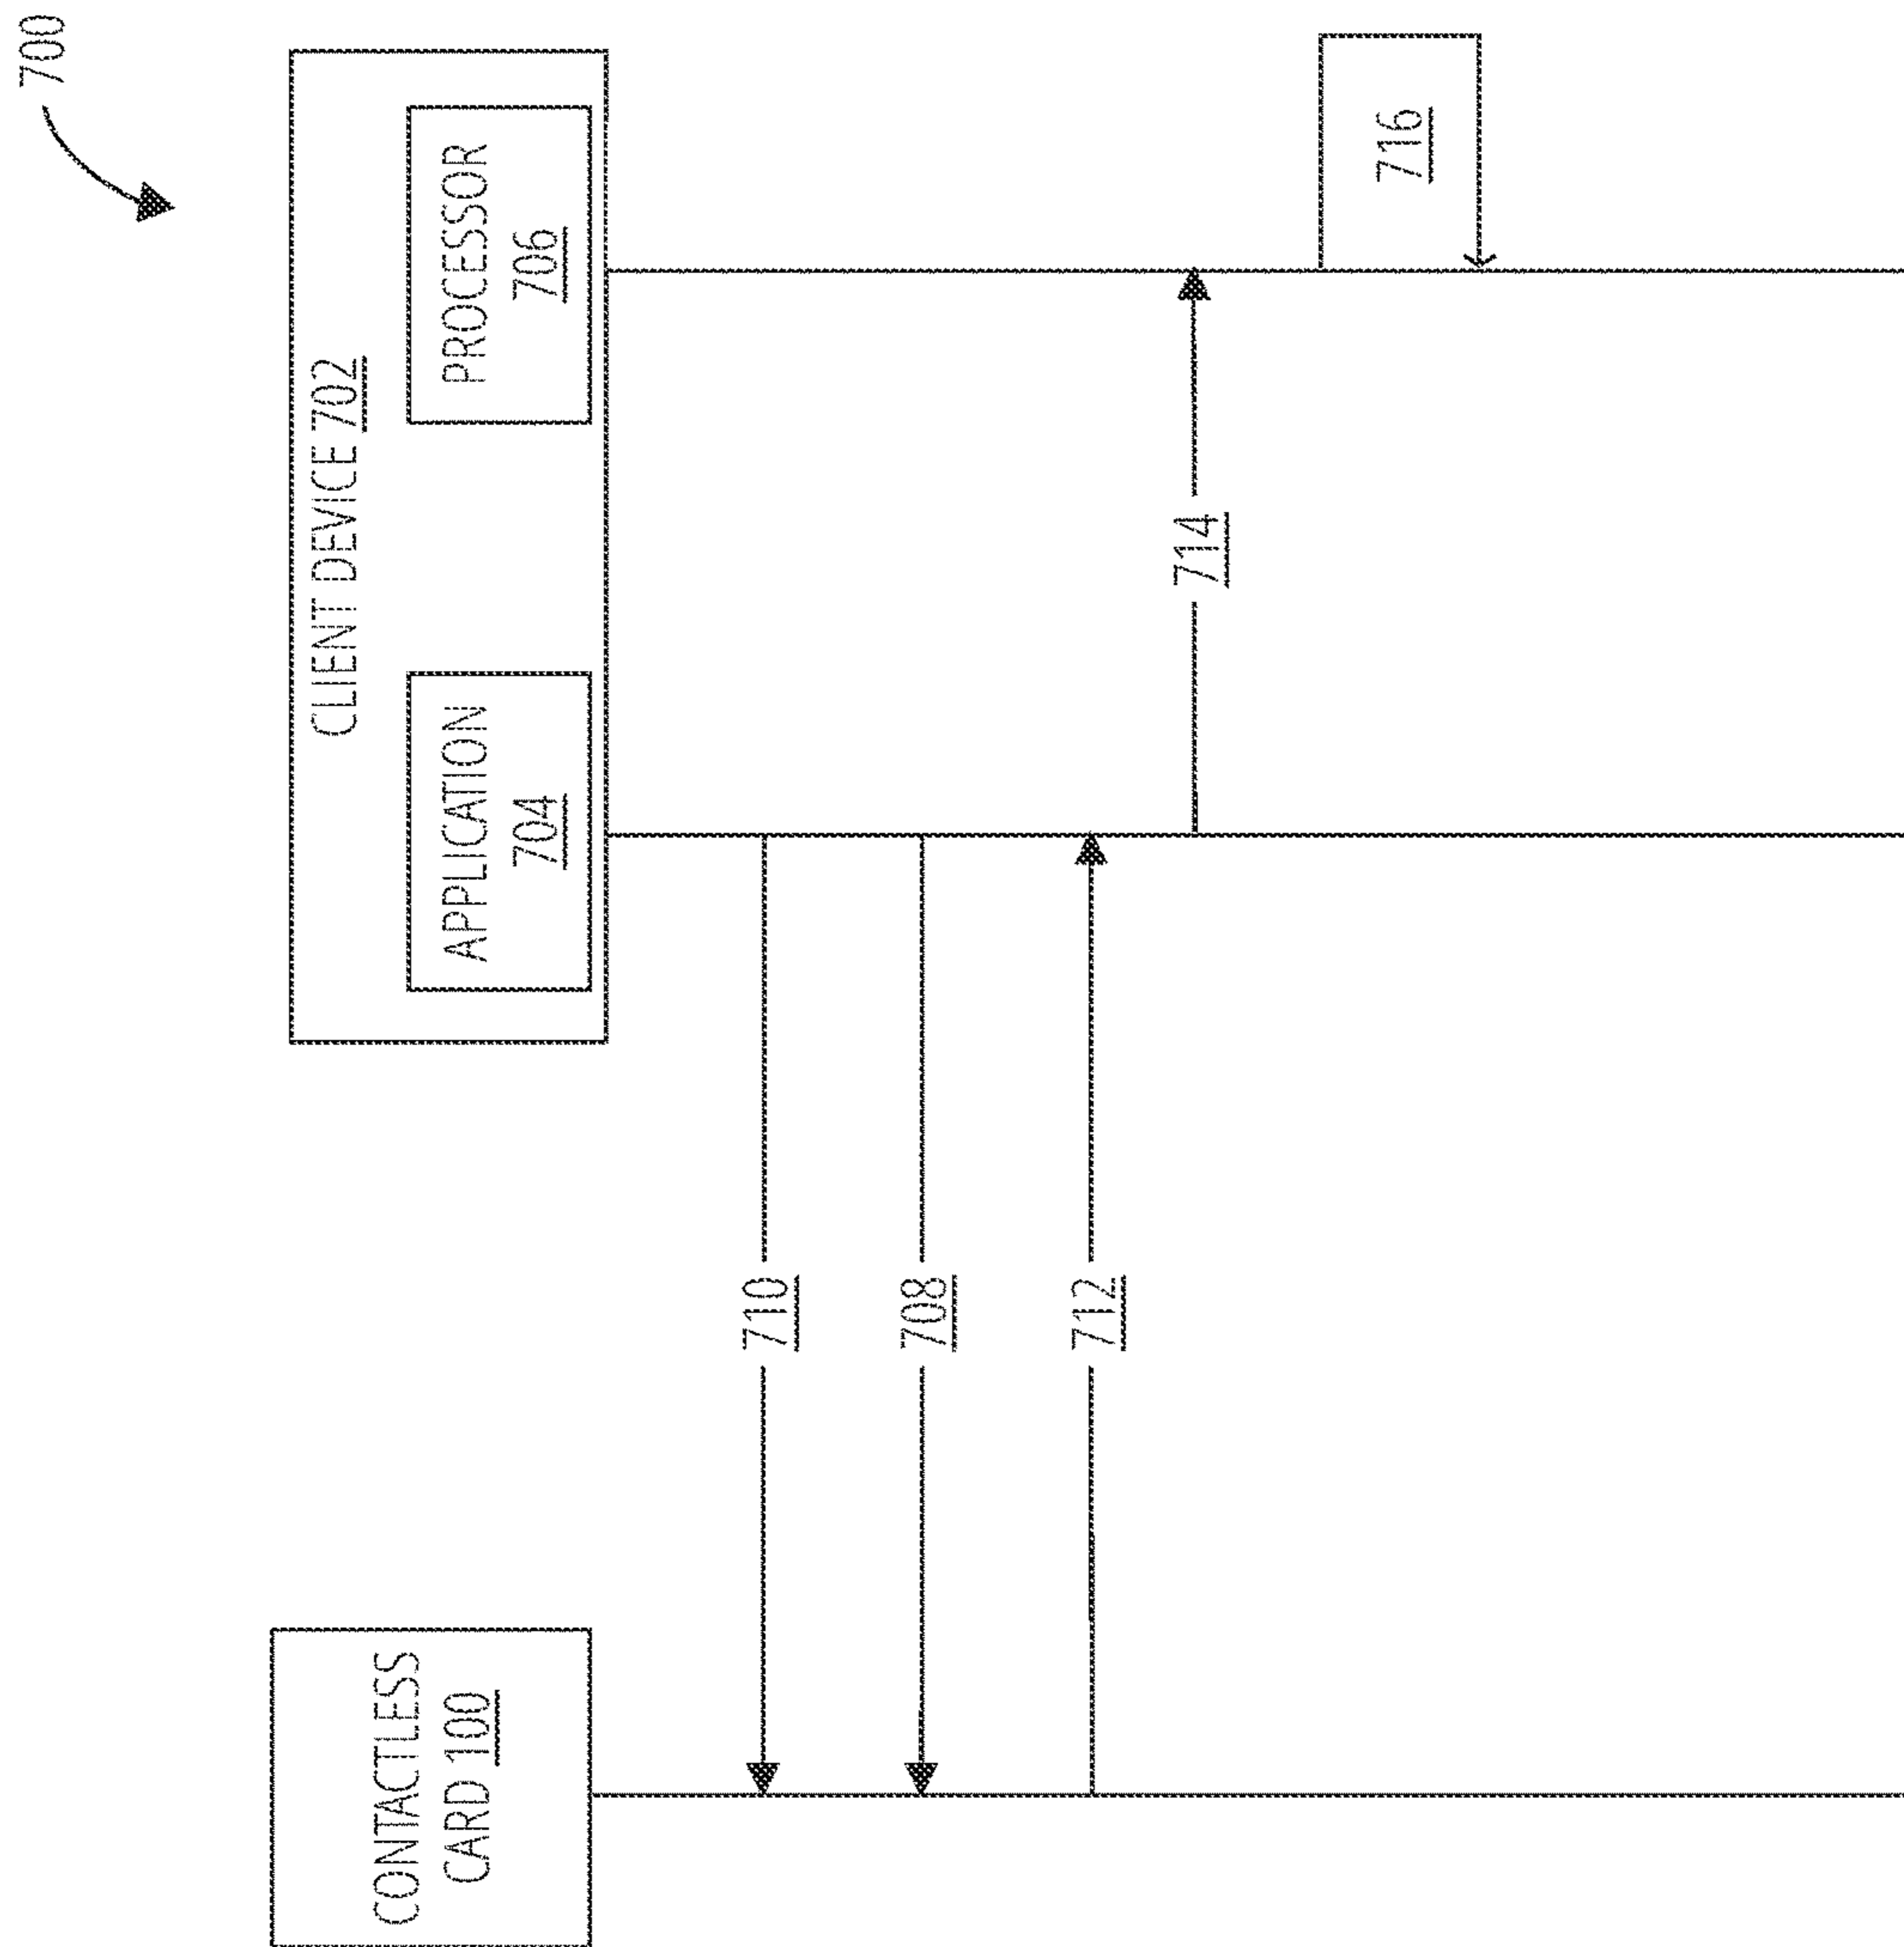 700
CONTACTLESS
CARD 100
CLIENT DEVICE 702
APPLICATION
704
PROCESSOR
706
710
708
712
714
716